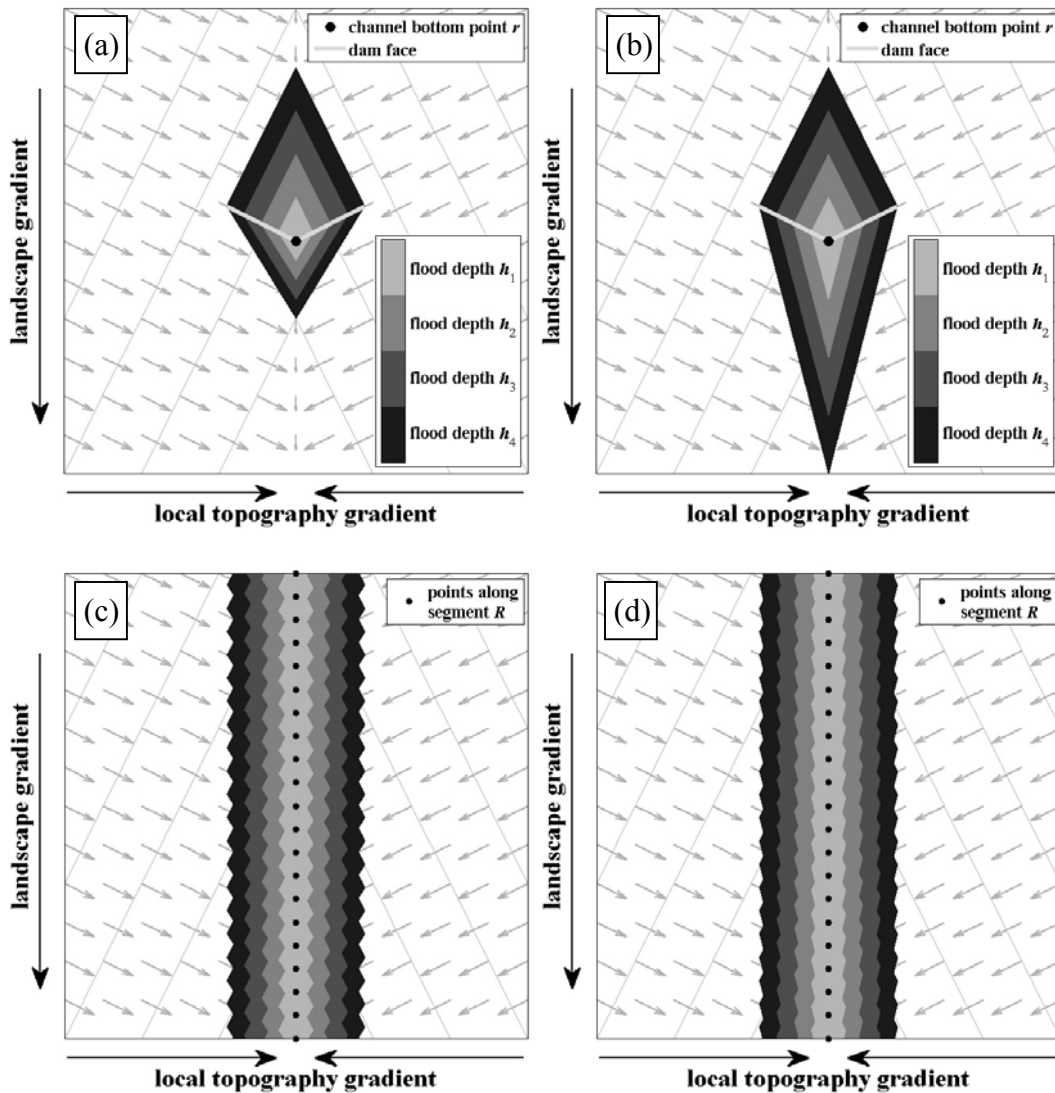 (a)
channel bottom point r
dam face
landscape gradient
flood depth h1
flood depth h2
flood depth h3
flood depth h4
local topography gradient
(b)
channel bottom point r
dam face
landscape gradient
flood depth h1
flood depth h2
flood depth h3
flood depth h4
local topography gradient
(c)
points along
segment R
landscape gradient
local topography gradient
(d)
points along
segment R
landscape gradient
local topography gradient